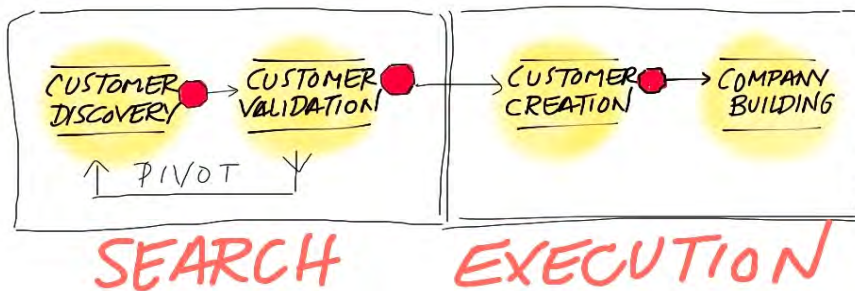 CUSTOMER DISCOVERY
CUSTOMER VALIDATION
CUSTOMER CREATION
COMPANY BUILDING
PIVOT
SEARCH
EXECUTION